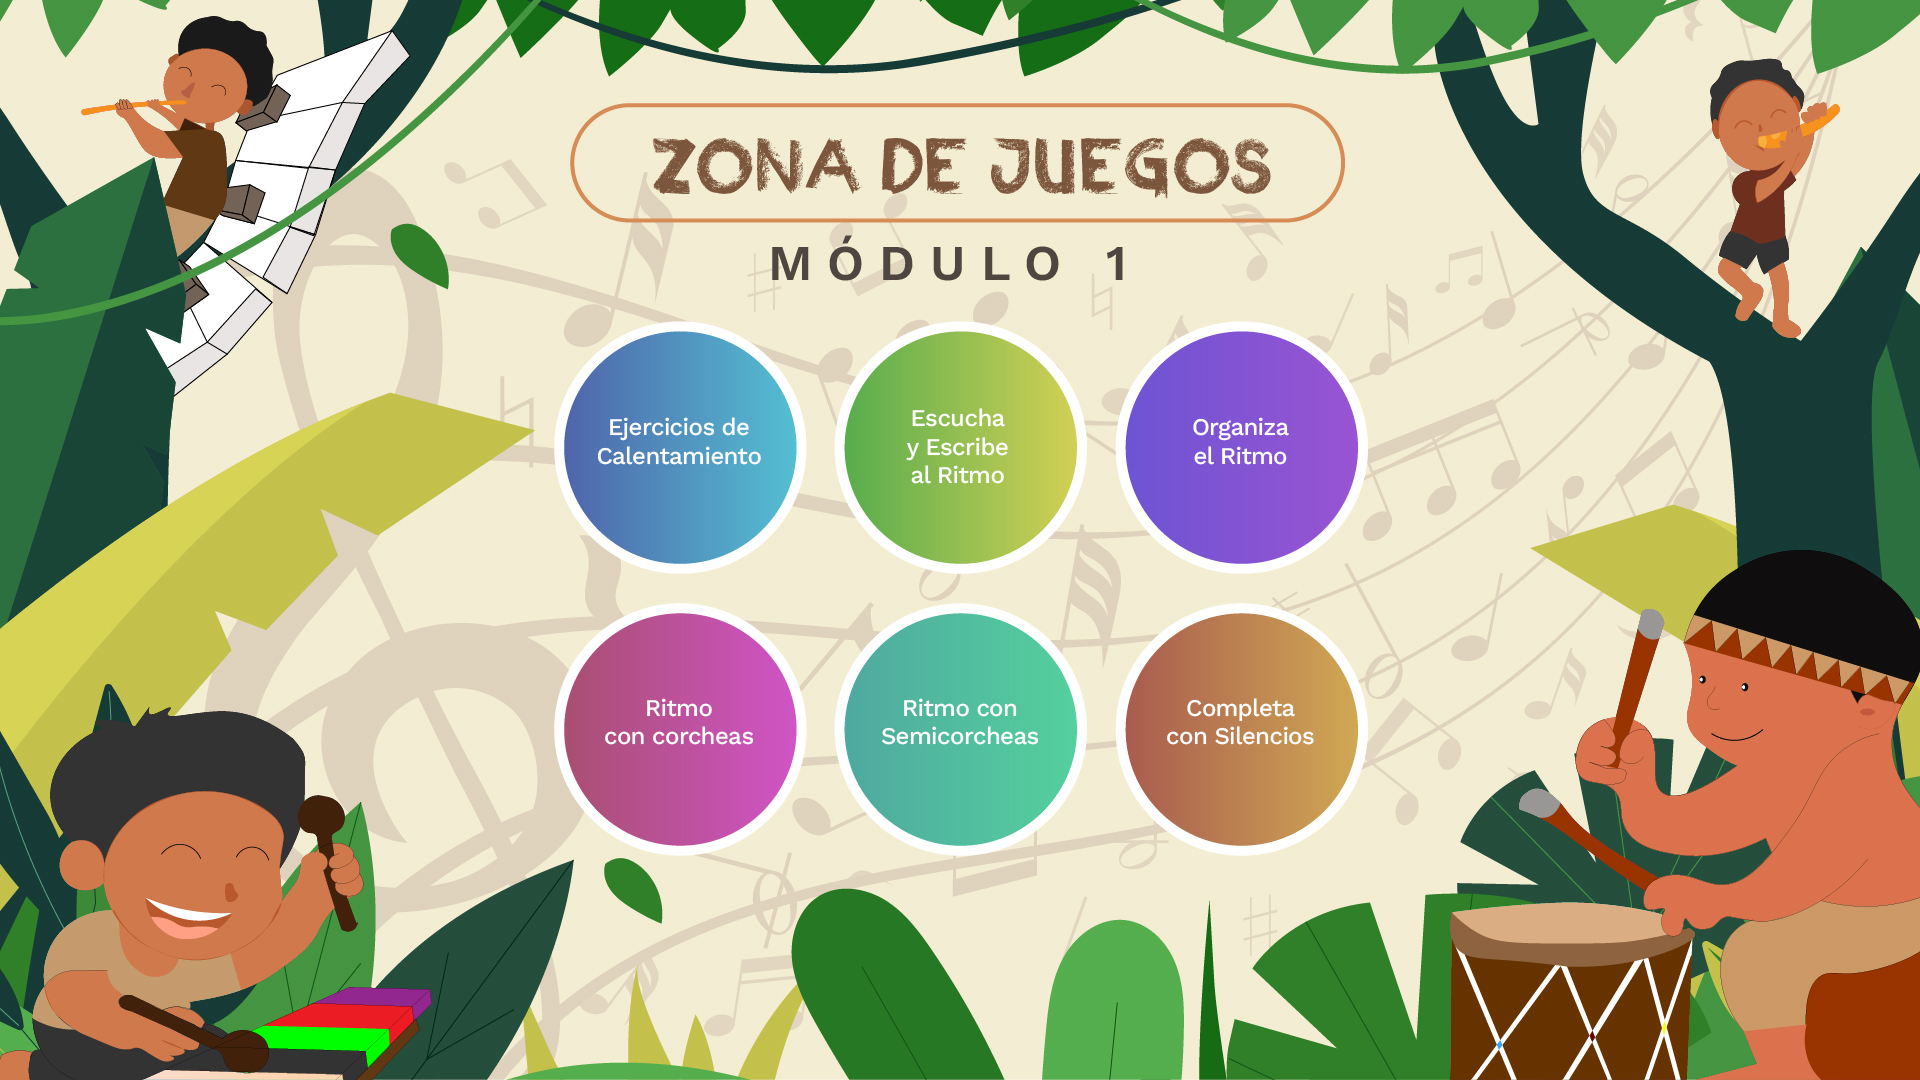 ZONA DE JUEGOS
MÓDULO 1
Ejercicios de
Calentamiento
Escucha
y Escribe
al Ritmo
Organiza
el Ritmo
Ritmo
con corcheas
Ritmo con
Semicorcheas
Completa
con Silencios